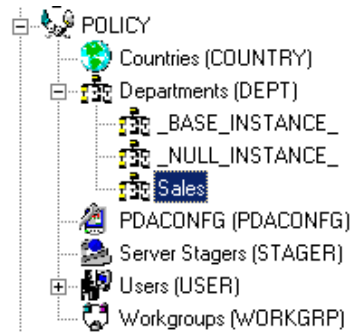 POLICY
Countries (COUNTRY)
Departments (DEPT)
_BASE_INSTANCE_
_NULL_INSTANCE_
Sales
PDACONFG (PDACONFG)
Server Stagers (STAGER)
Users (USER)
Workgroups (WORKGRP)